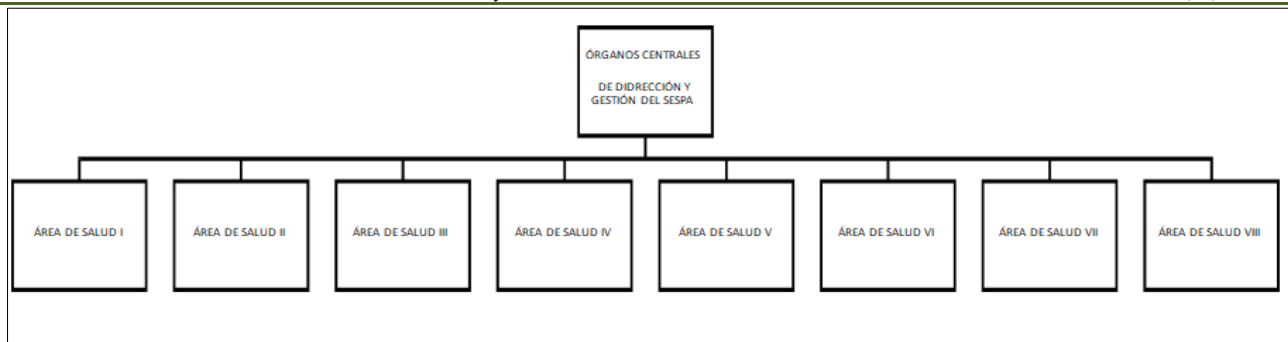 ÓRGANOS CENTRALES
DE DIDRECCIÓN Y
GESTIÓN DEL SESPA
ÁREA DE SALUD I
ÁREA DE SALUD II
ÁREA DE SALUD III
ÁREA DE SALUD IV
ÁREA DE SALUD V
ÁREA DE SALUD VI
ÁREA DE SALUD VII
ÁREA DE SALUD VIII